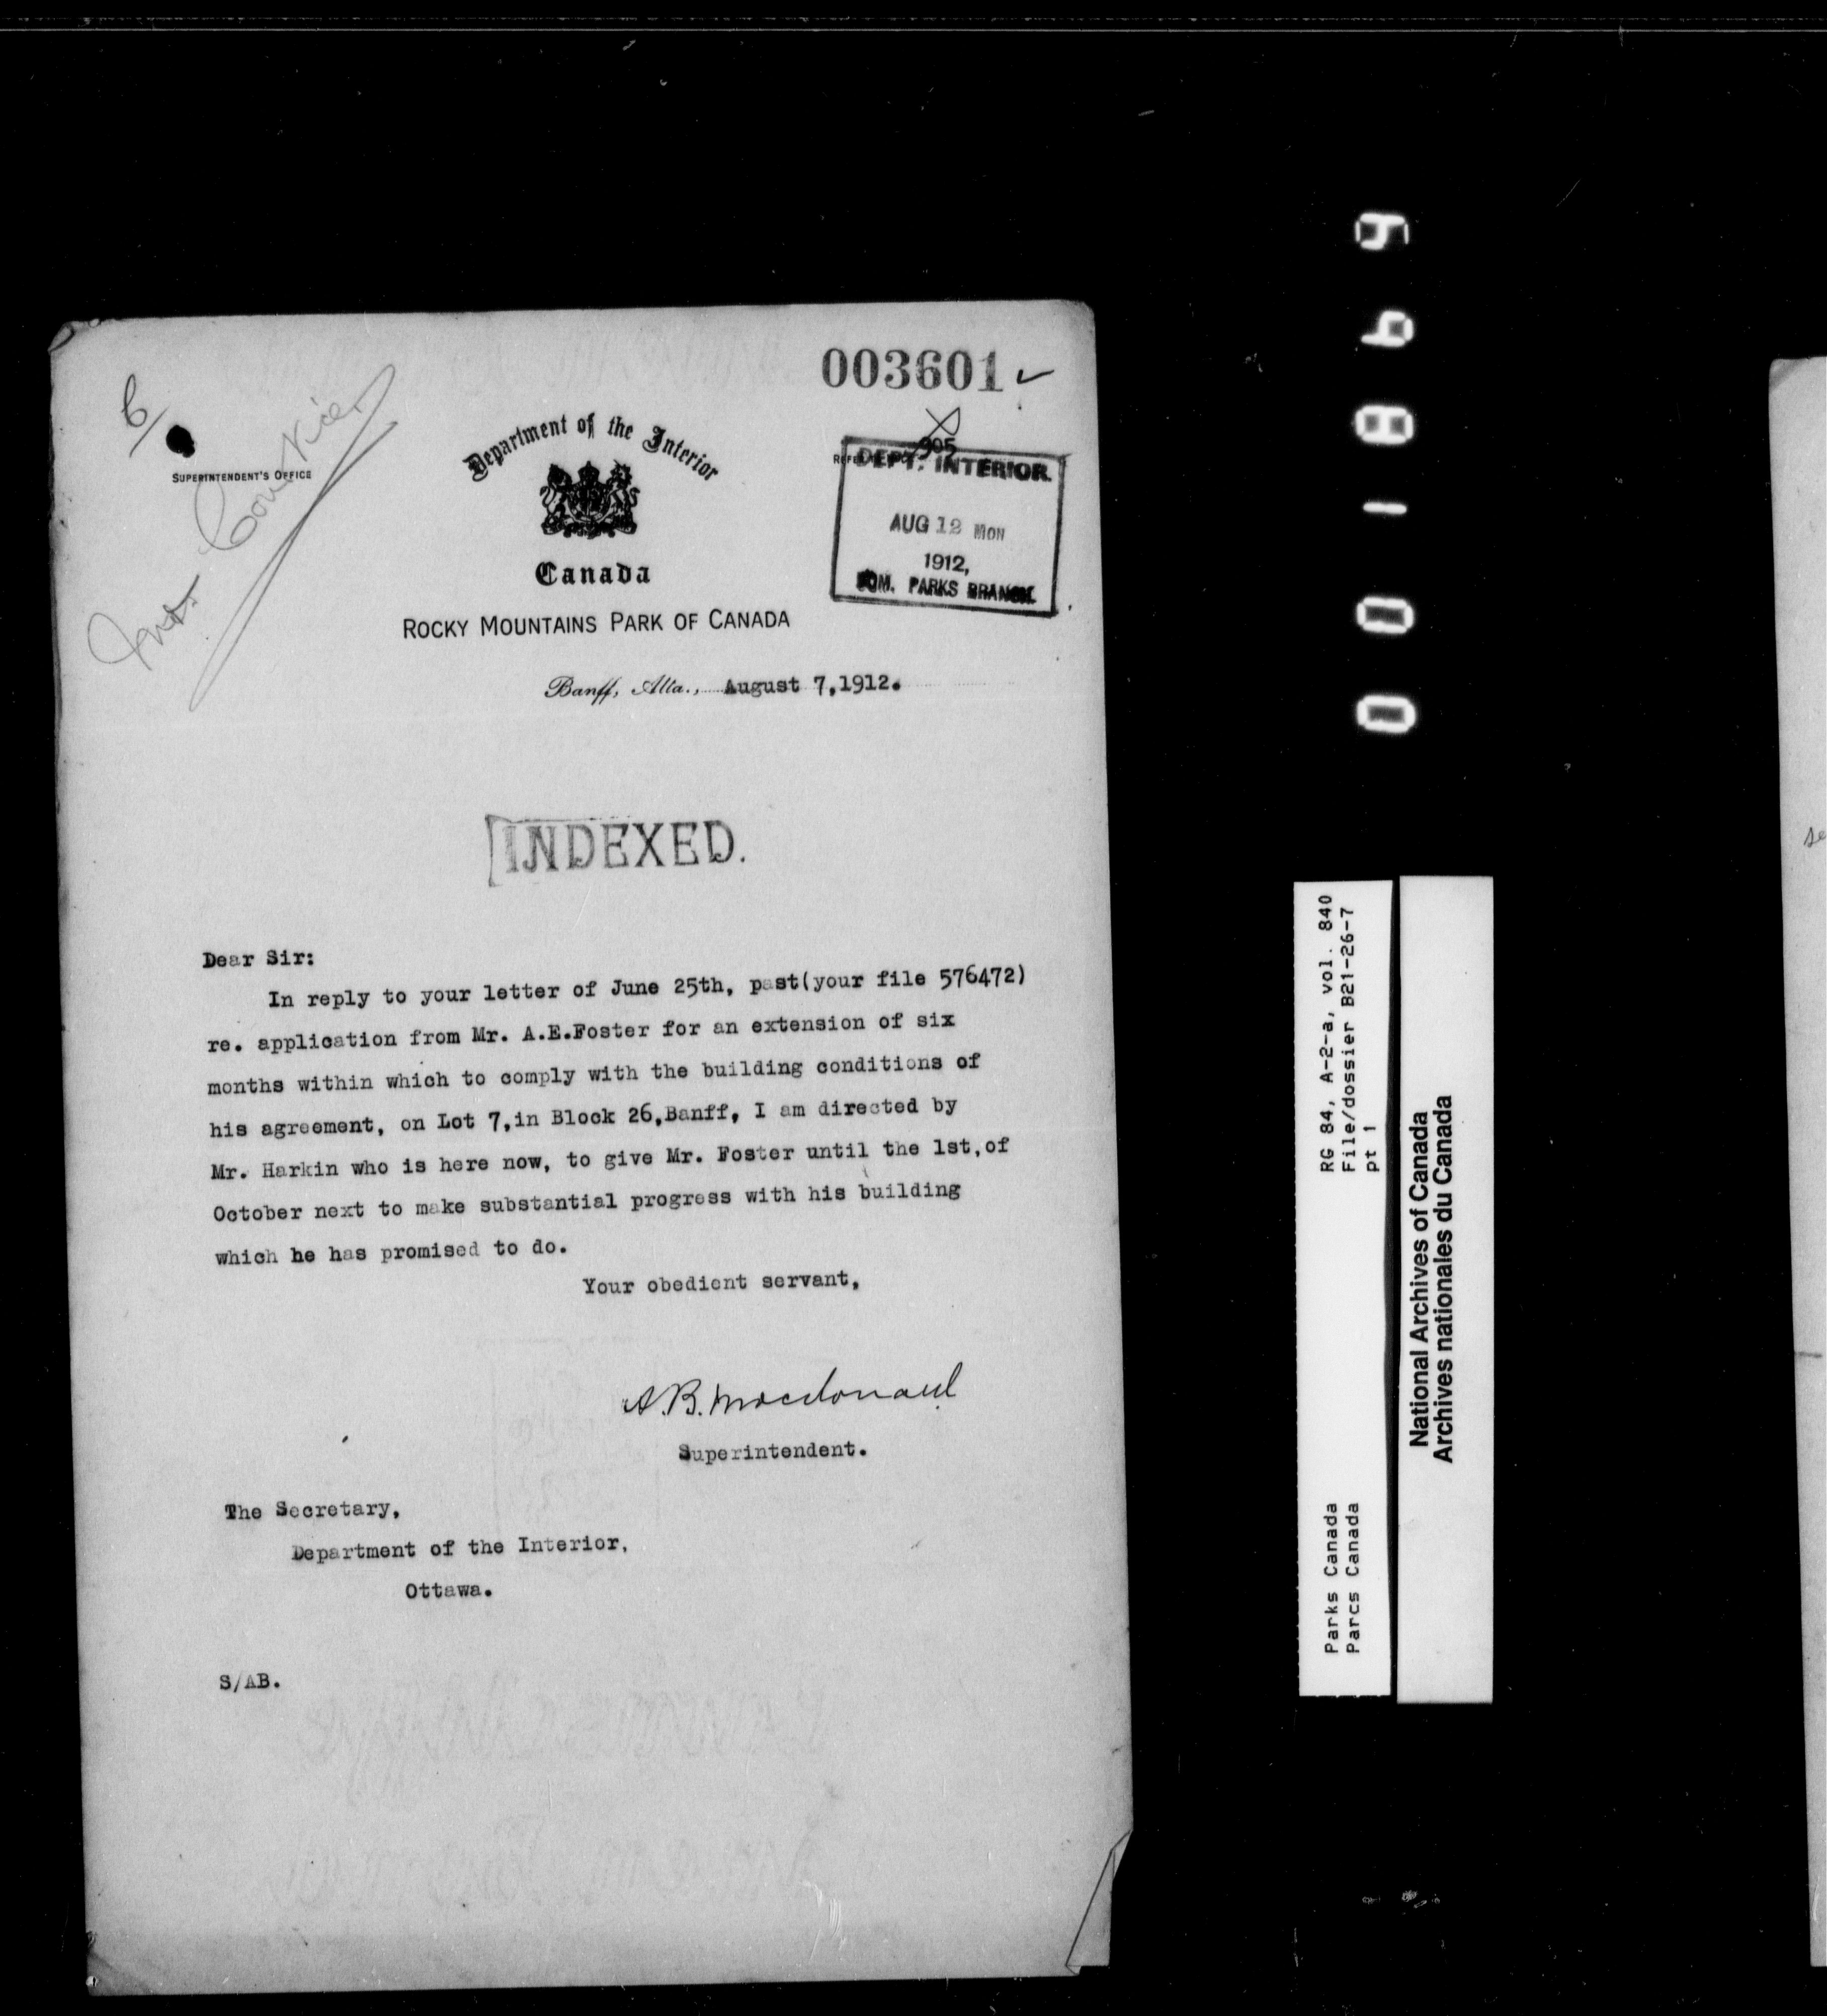 003601
Department of the Interior
SUPERINTENDENT'S OFFICE
905
DEPT. INTERIOR
AUG 12 MON
1912,
DOM. PARKS BRANCH
Canada
ROCKY MOUNTAINS PARK OF CANADA
Banff, Alta., August 7,1912.
INDEXED.
Dear Sir:
In reply to your letter of June 25th, past(your file 576472)
re. application from Mr. A.E.Foster for an extension of six
months within which to comply with the building conditions of
his agreement, on Lot 7,in Block 26,Banff, I am directed by
Mr. Harkin who is here now, to give Mr. Foster until the 1st,of
October next to make substantial progress with his building
which he has promised to do.
Your obedient servant,
A.B. Macdonald
Superintendent.
The Secretary,
Department of the Interior,
Ottawa.
S/AB.
001869
RG 84, A-2-a, vol. 840
File/dossier B21-26-7
pt 1
Parks Canada
Parcs Canada
National Archives of Canada
Archives nationales du Canada